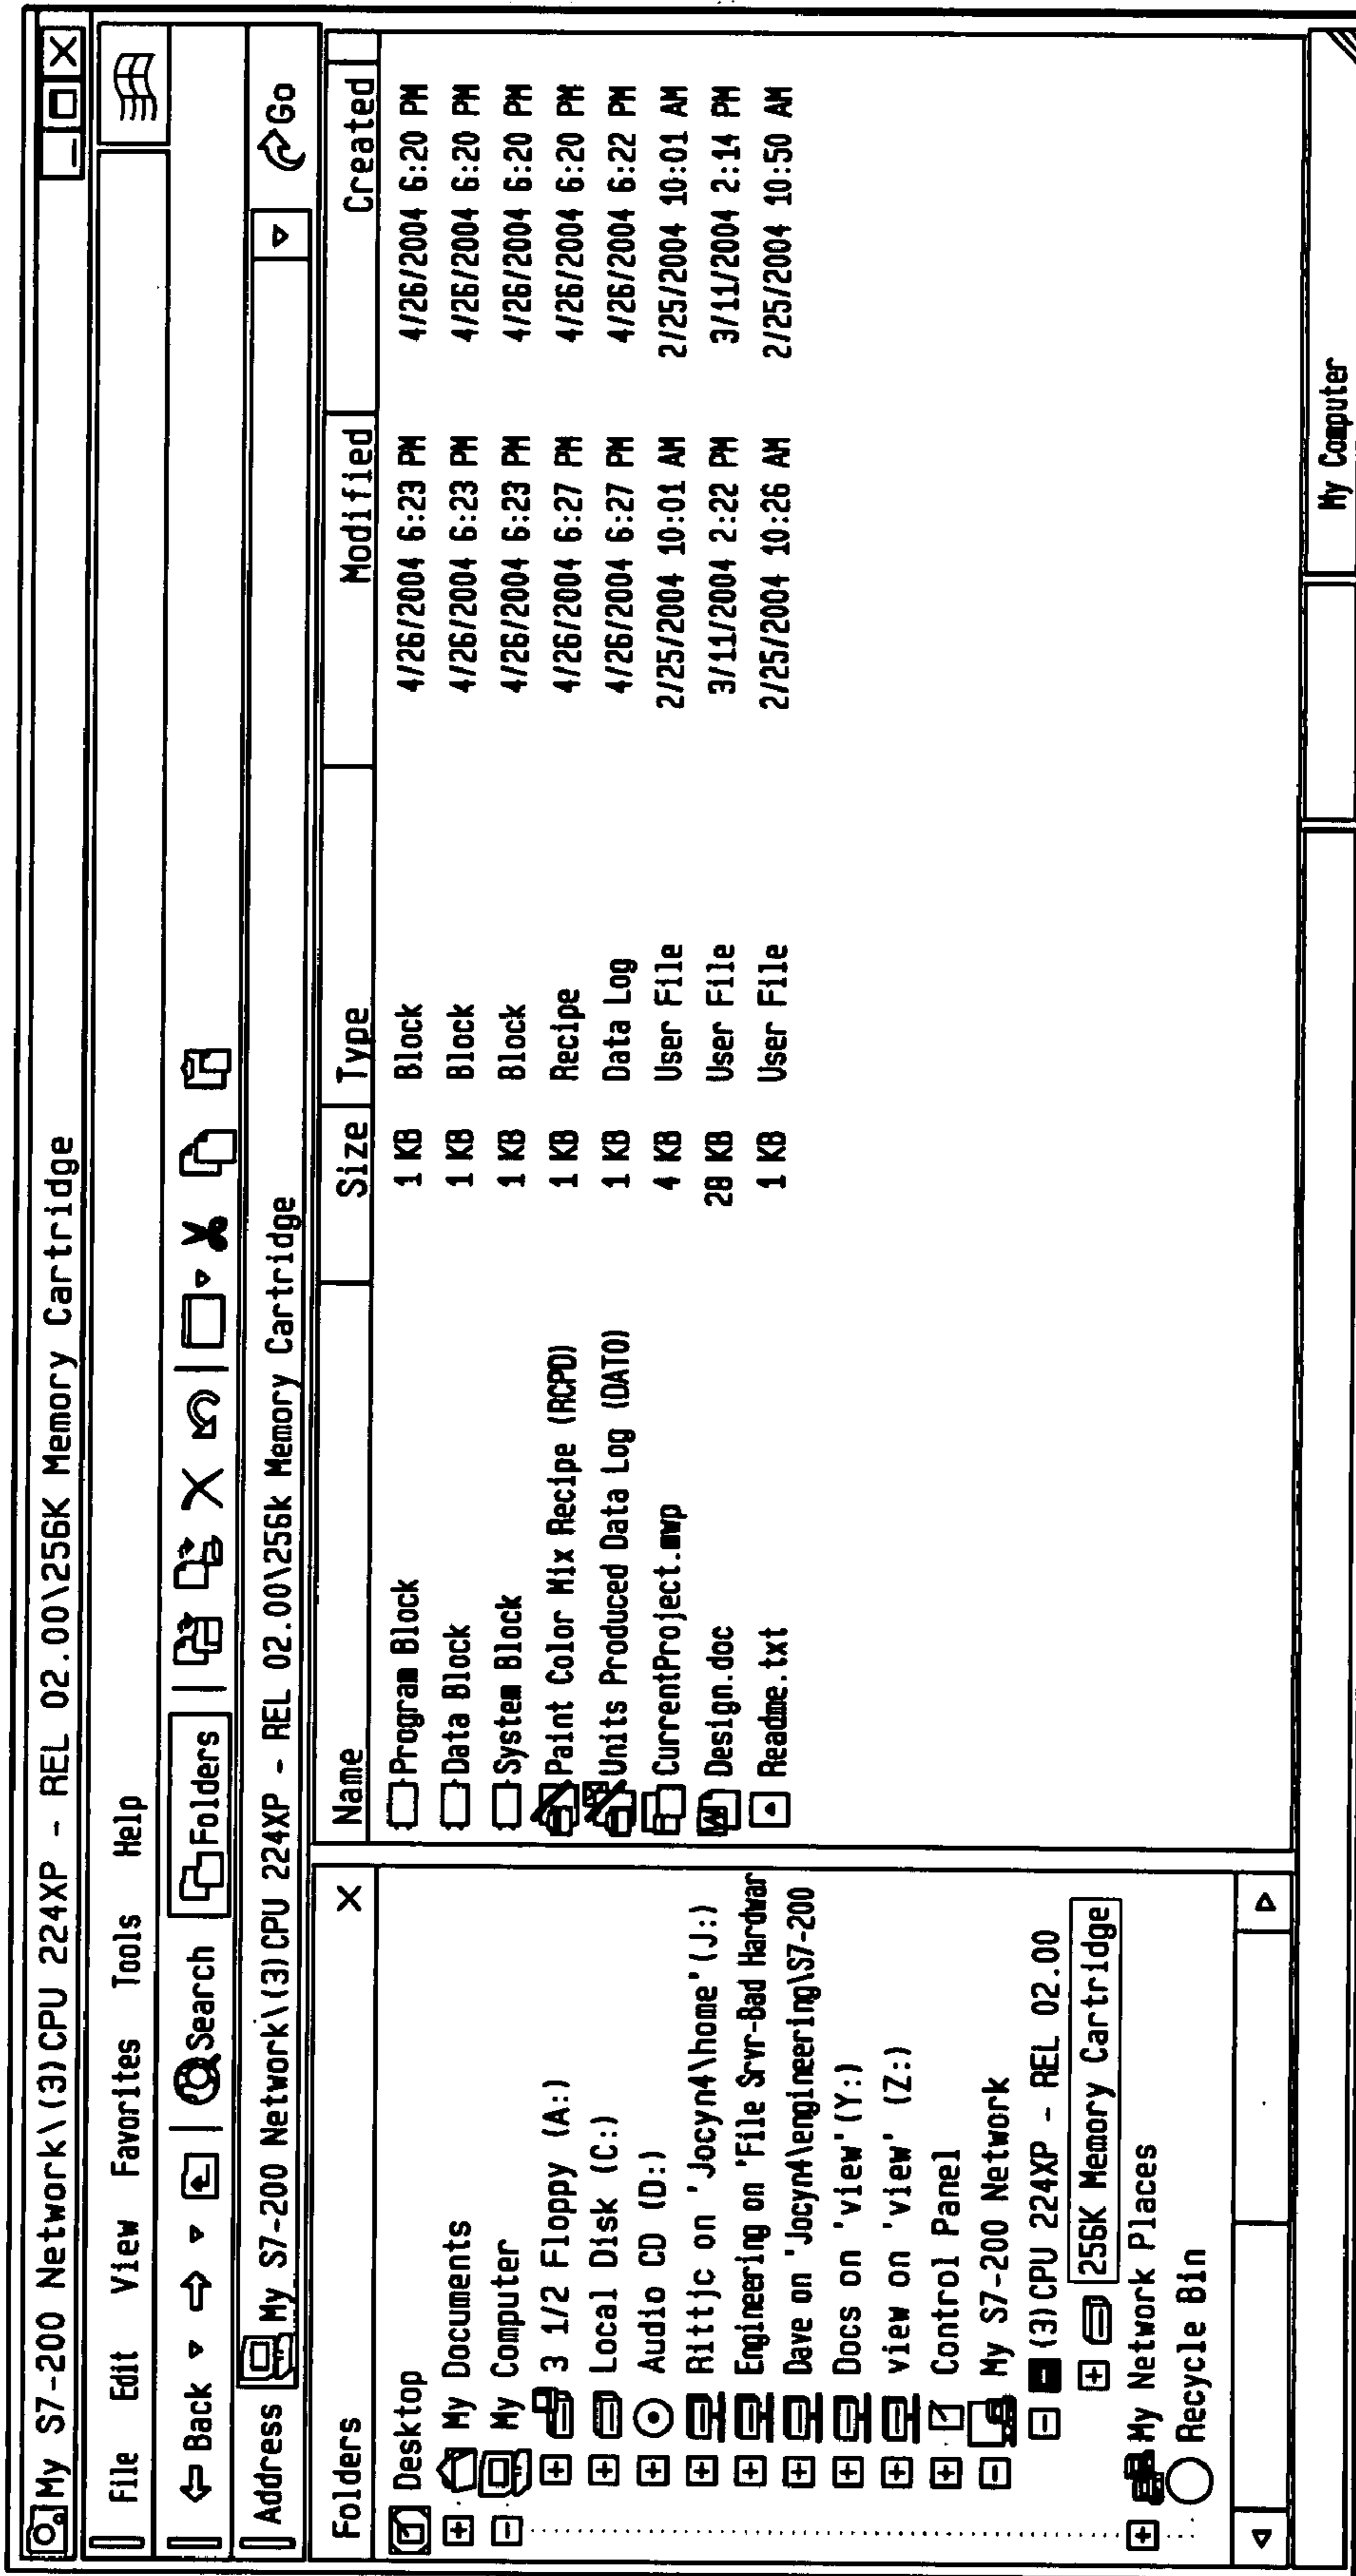 My S7-200 Network\(3)CPU 224XP - REL 02.00\256K Memory Cartridge
File Edit View Favorites Tools Help
Back Search Folders
Address My S7-200 Network\(3)CPU 224XP - REL 02.00\256k Memory Cartridge Go
Folders X
Desktop
My Documents
My Computer
3 1/2 Floppy (A:)
Local Disk (C:)
Audio CD (D:)
Rittjc on 'Jocyn4\home'(J:)
Engineering on 'File Srvr-Bad Hardwar
Dave on 'Jocyn4\engineering\S7-200
Docs on 'view'(Y:)
view on 'view' (Z:)
Control Panel
My S7-200 Network
(3)CPU 224XP - REL 02.00
256K Memory Cartridge
My Network Places
Recycle Bin
Name Size Type Modified Created
Program Block 1 KB Block 4/26/2004 6:23 PM 4/26/2004 6:20 PM
Data Block 1 KB Block 4/26/2004 6:23 PM 4/26/2004 6:20 PM
System Block 1 KB Block 4/26/2004 6:23 PM 4/26/2004 6:20 PM
Paint Color Mix Recipe (RCPD) 1 KB Recipe 4/26/2004 6:27 PM 4/26/2004 6:20 PM
Units Produced Data Log (DAT0) 1 KB Data Log 4/26/2004 6:27 PM 4/26/2004 6:22 PM
CurrentProject.mwp 4 KB User File 2/25/2004 10:01 AM 2/25/2004 10:01 AM
Design.doc 28 KB User File 3/11/2004 2:22 PM 3/11/2004 2:14 PM
Readme.txt 1 KB User File 2/25/2004 10:26 AM 2/25/2004 10:50 AM
My Computer